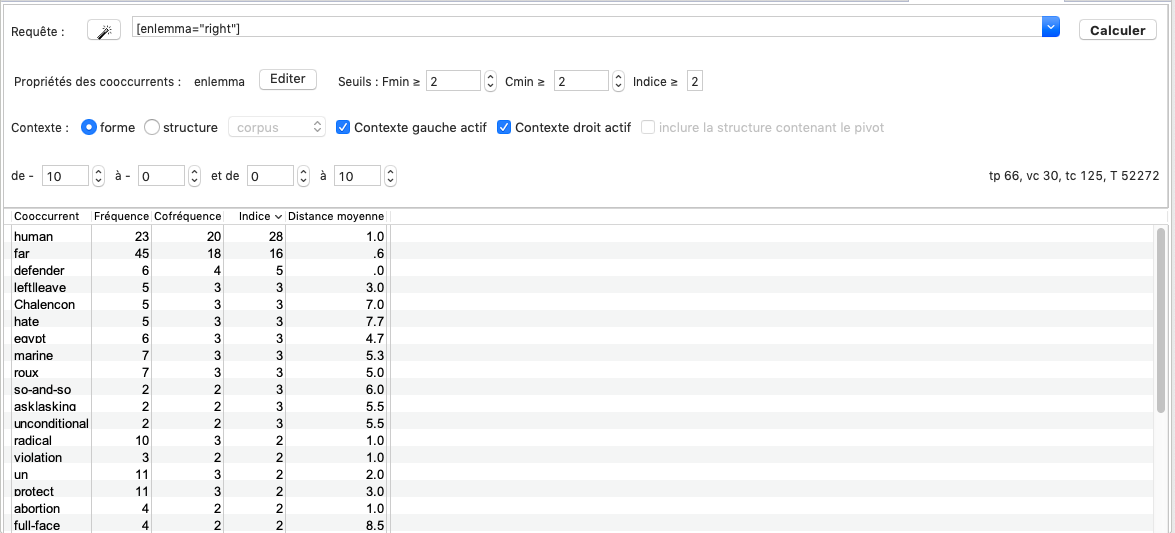 Requête : [enlemma="right"] Calculer
Propriétés des cooccurrents : enlemma Editer Seuils : Fmin ≥ 2 Cmin ≥ 2 Indice ≥ 2
Contexte : forme structure corpus Contexte gauche actif Contexte droit actif inclure la structure contenant le pivot
de - 10 à - 0 et de 0 à 10 tp 66, vc 30, tc 125, T 52272
Cooccurrent Fréquence Cofréquence Indice Distance moyenne
human 23 20 28 1.0
far 45 18 16 .6
defender 6 4 5 .0
left|leave 5 3 3 3.0
Chalencon 5 3 3 7.0
hate 5 3 3 7.7
egypt 6 3 3 4.7
marine 7 3 3 5.3
roux 7 3 3 5.0
so-and-so 2 2 3 6.0
ask|asking 2 2 3 5.5
unconditional 2 2 3 5.5
radical 10 3 2 1.0
violation 3 2 2 1.0
un 11 3 2 2.0
protect 11 3 2 3.0
abortion 4 2 2 1.0
full-face 4 2 2 8.5